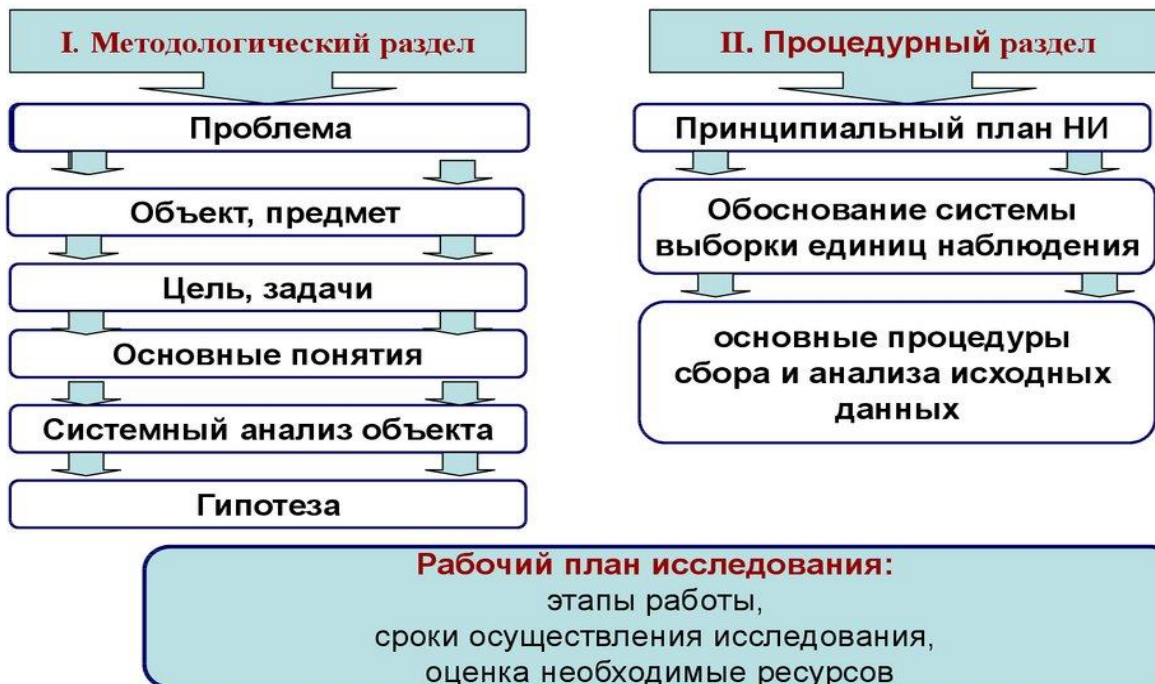 I. Методологический раздел
Проблема
Объект, предмет
Цель, задачи
Основные понятия
Системный анализ объекта
Гипотеза
II. Процедурный раздел
Принципиальный план НИ
Обоснование системы
выборки единиц наблюдения
основные процедуры
сбора и анализа исходных
данных
Рабочий план исследования:
этапы работы,
сроки осуществления исследования,
оценка необходимые ресурсов